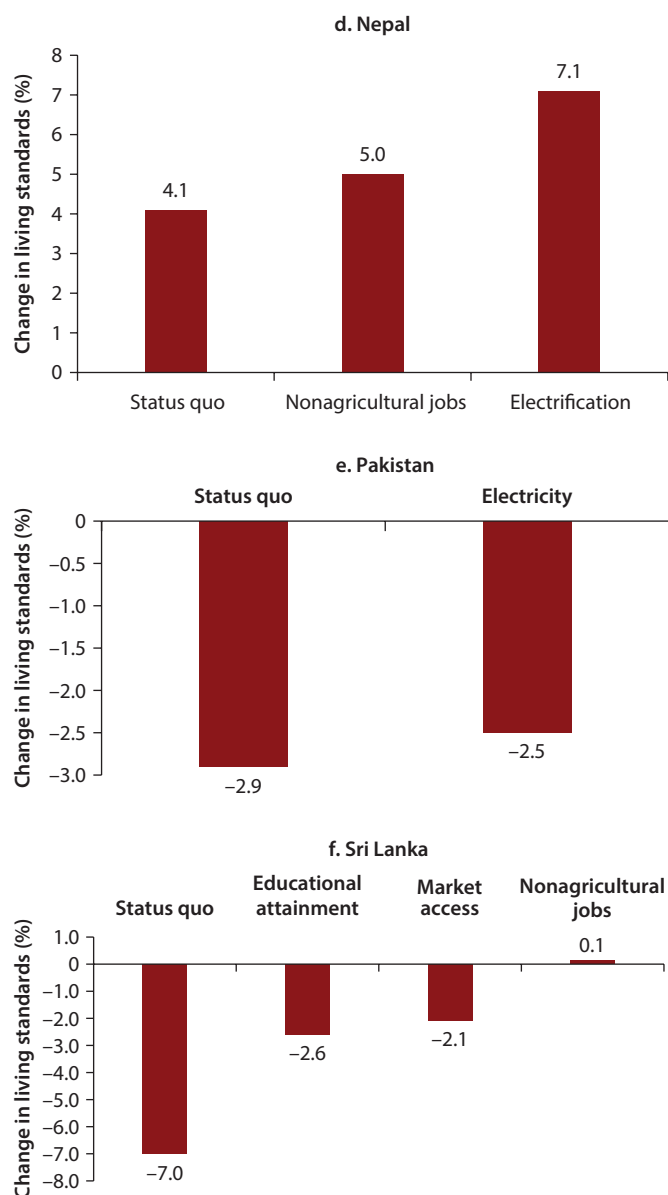 d. Nepal
Change in living standards (%)
8
7
6
5
4
3
2
1
0
4.1
5.0
7.1
Status quo
Nonagricultural jobs
Electrification
e. Pakistan
Status quo
Electricity
Change in living standards (%)
0
–0.5
–1.0
–1.5
–2.0
–2.5
–3.0
–2.9
–2.5
f. Sri Lanka
Status quo
Educational
attainment
Market
access
Nonagricultural
jobs
Change in living standards (%)
1.0
0
–1.0
–2.0
–3.0
–4.0
–5.0
–6.0
–7.0
–8.0
–7.0
–2.6
–2.1
0.1